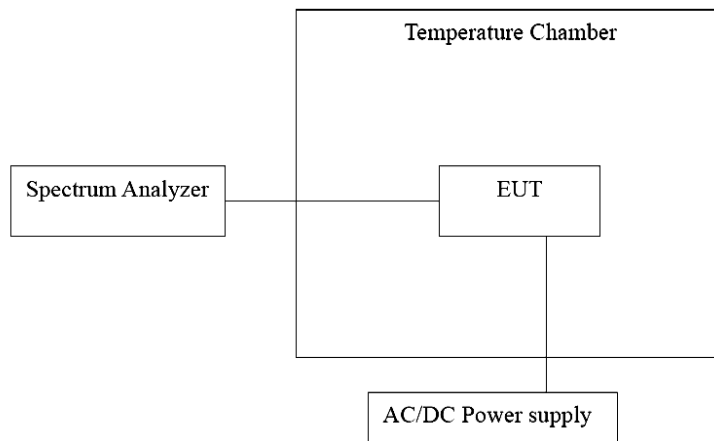 Temperature Chamber
Spectrum Analyzer
EUT
AC/DC Power supply